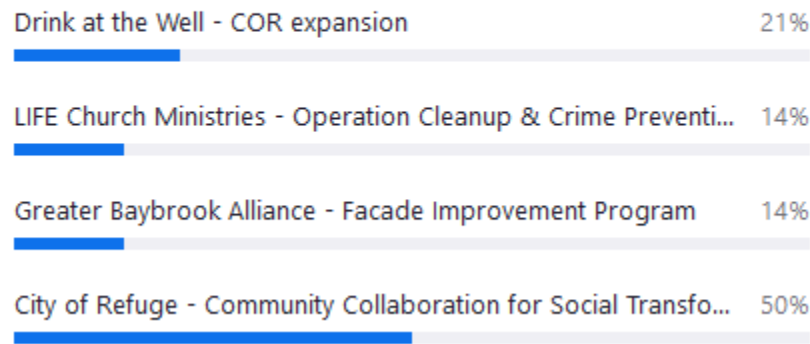 Drink at the Well - COR expansion 21%
LIFE Church Ministries - Operation Cleanup & Crime Preventi... 14%
Greater Baybrook Alliance - Facade Improvement Program 14%
City of Refuge - Community Collaboration for Social Transfo... 50%